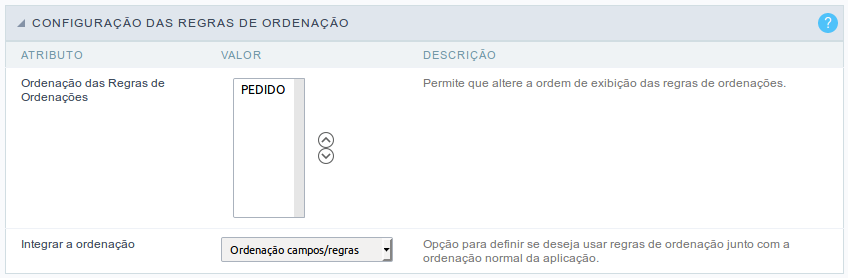 CONFIGURAÇÃO DAS REGRAS DE ORDENAÇÃO
?
ATRIBUTO VALOR DESCRIÇÃO
Ordenação das Regras de
Ordenações
PEDIDO
Permite que altere a ordem de exibição das regras de ordenações.
Integrar a ordenação
Ordenação campos/regras
Opção para definir se deseja usar regras de ordenação junto com a
ordenação normal da aplicação.